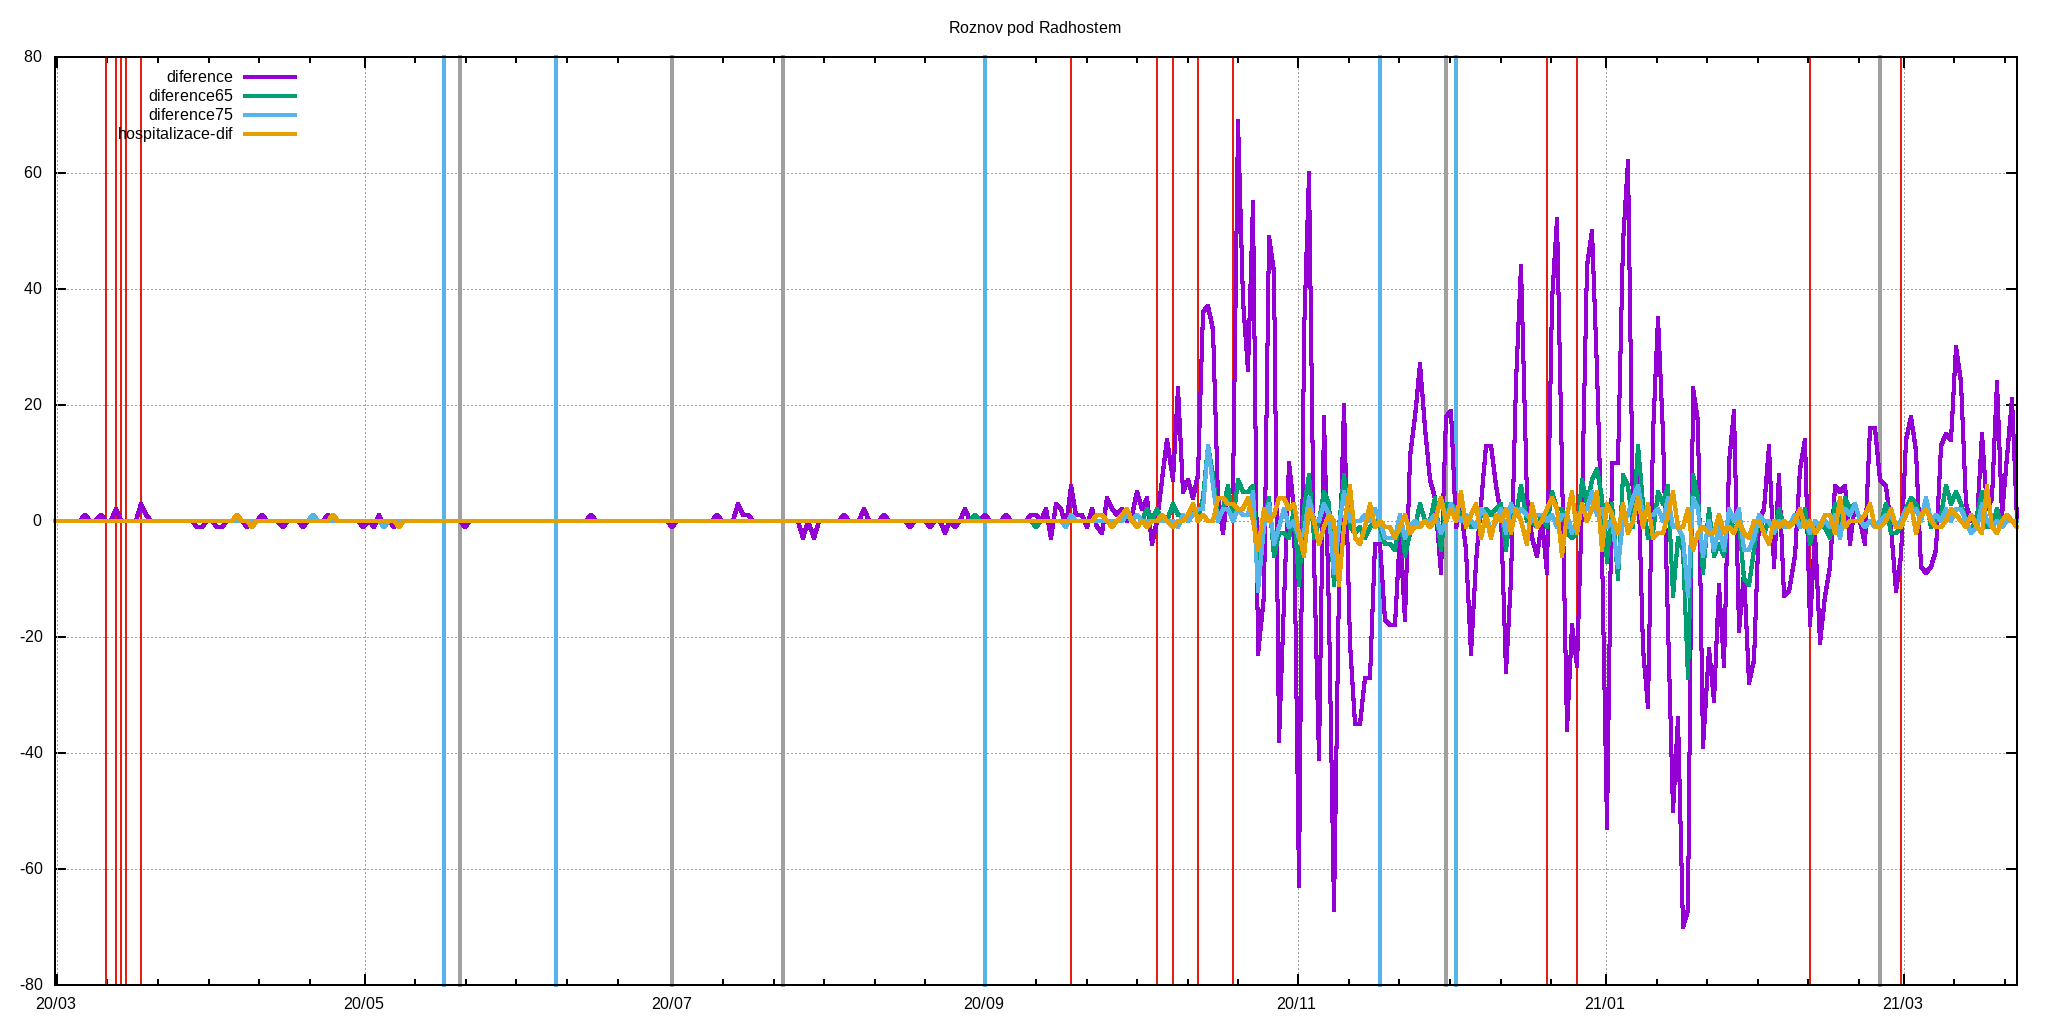 Roznov pod Radhostem
diference
diference65
diference75
hospitalizace-dif
80
60
40
20
0
-20
-40
-60
-80
20/03 20/05 20/07 20/09 20/11 21/01 21/03